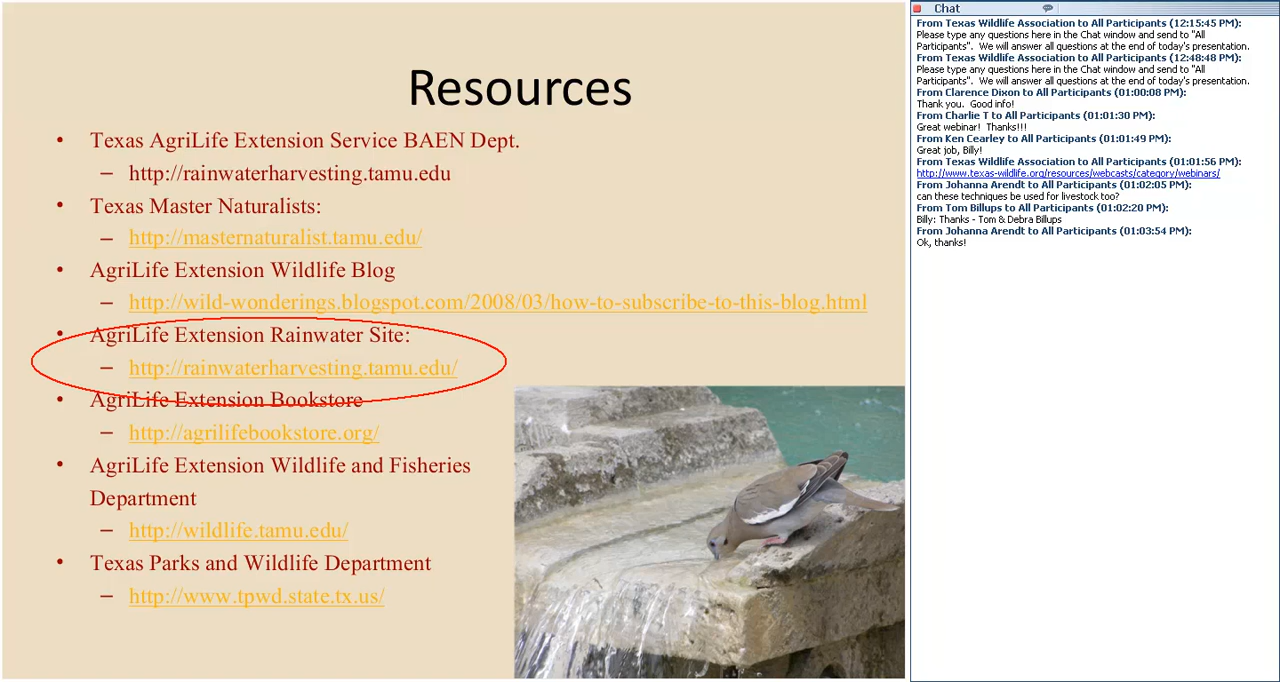 Resources
• Texas AgriLife Extension Service BAEN Dept.
– http://rainwaterharvesting.tamu.edu
• Texas Master Naturalists:
– http://masternaturalist.tamu.edu/
• AgriLife Extension Wildlife Blog
– http://wild-wonderings.blogspot.com/2008/03/how-to-subscribe-to-this-blog.html
• AgriLife Extension Rainwater Site:
– http://rainwaterharvesting.tamu.edu/
• AgriLife Extension Bookstore
– http://agrilifebookstore.org/
• AgriLife Extension Wildlife and Fisheries
Department
– http://wildlife.tamu.edu/
• Texas Parks and Wildlife Department
– http://www.tpwd.state.tx.us/
Chat
From Texas Wildlife Association to All Participants (12:15:45 PM):
Please type any questions here in the Chat window and send to "All
Participants". We will answer all questions at the end of today's presentation.
From Texas Wildlife Association to All Participants (12:48:48 PM):
Please type any questions here in the Chat window and send to "All
Participants". We will answer all questions at the end of today's presentation.
From Clarence Dixon to All Participants (01:00:08 PM):
Thank you. Good info!
From Charlie T to All Participants (01:01:30 PM):
Great webinar! Thanks!!!
From Ken Cearley to All Participants (01:01:49 PM):
Great job, Billy!
From Texas Wildlife Association to All Participants (01:01:56 PM):
http://www.texas-wildlife.org/resources/webcasts/category/webinars/
From Johanna Arendt to All Participants (01:02:05 PM):
can these techniques be used for livestock too?
From Tom Billups to All Participants (01:02:20 PM):
Billy: Thanks - Tom & Debra Billups
From Johanna Arendt to All Participants (01:03:54 PM):
Ok, thanks!